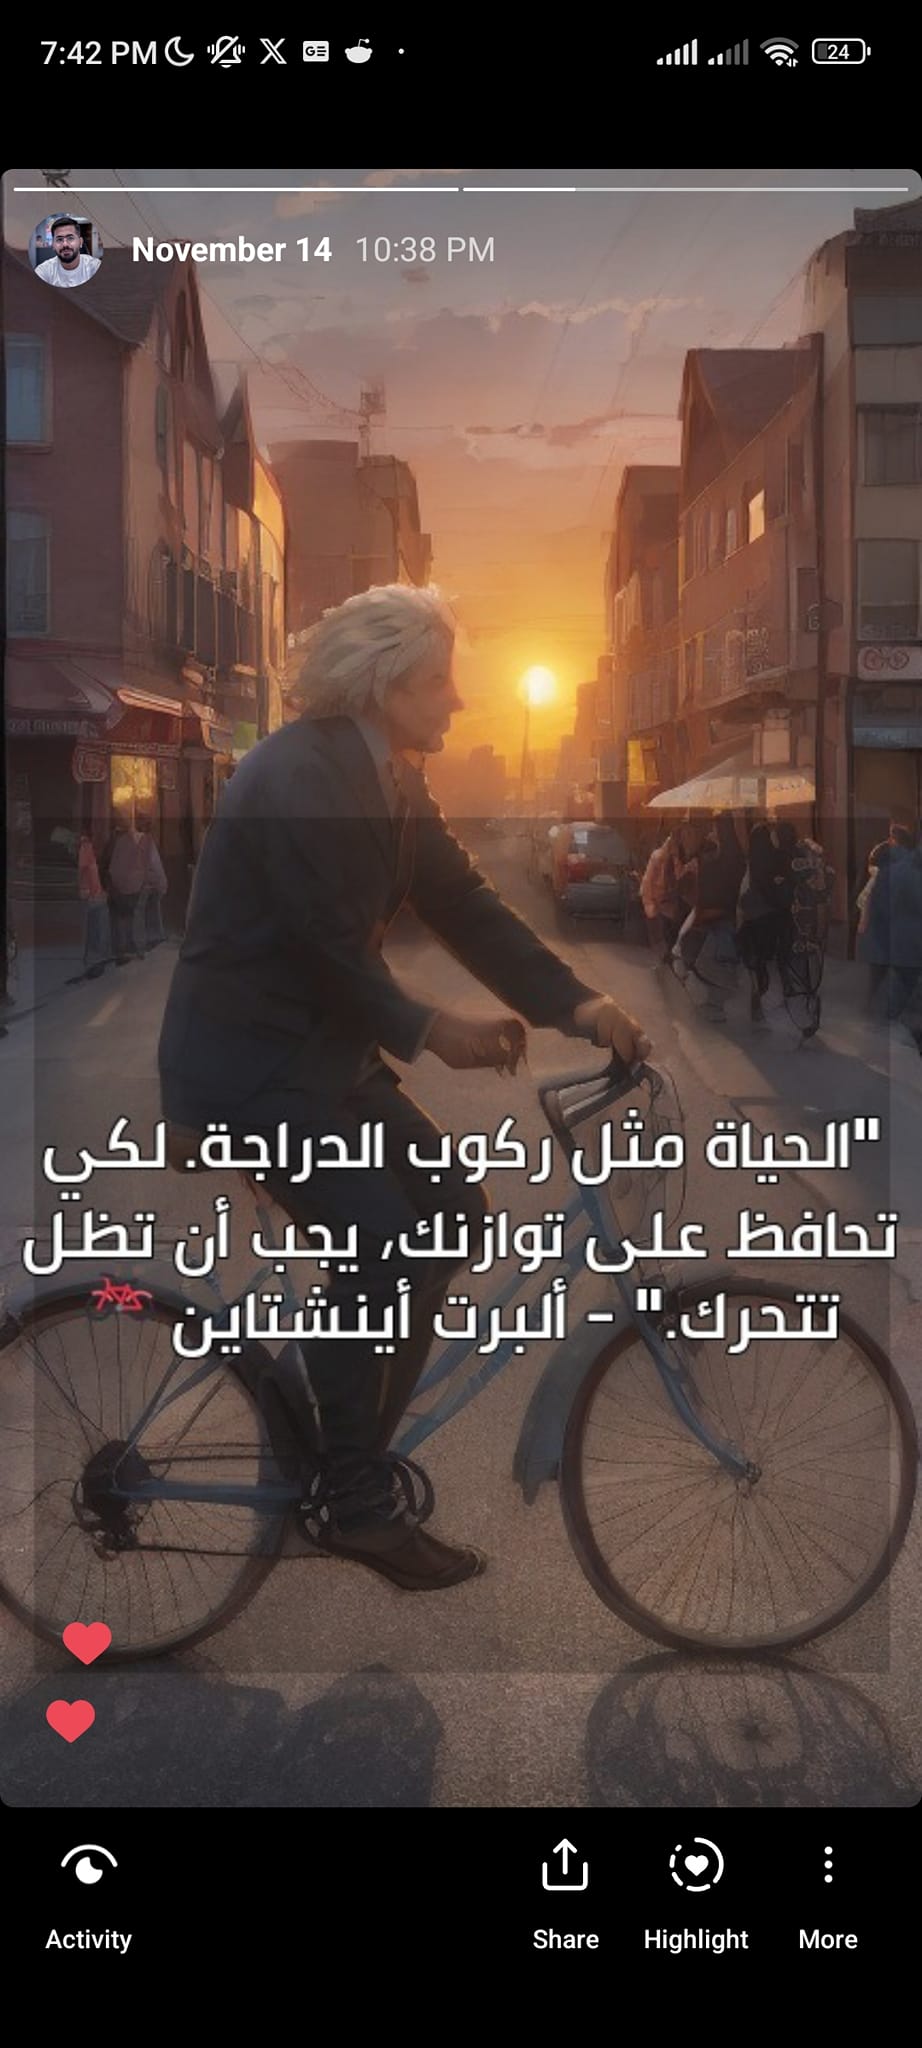 7:42 PM
24
November 14 10:38 PM
"الحياة مثل ركوب الدراجة. لكي
تحافظ على توازنك، يجب أن تظل
تتحرك." - ألبرت أينشتاين 🚲
Activity
Share
Highlight
More